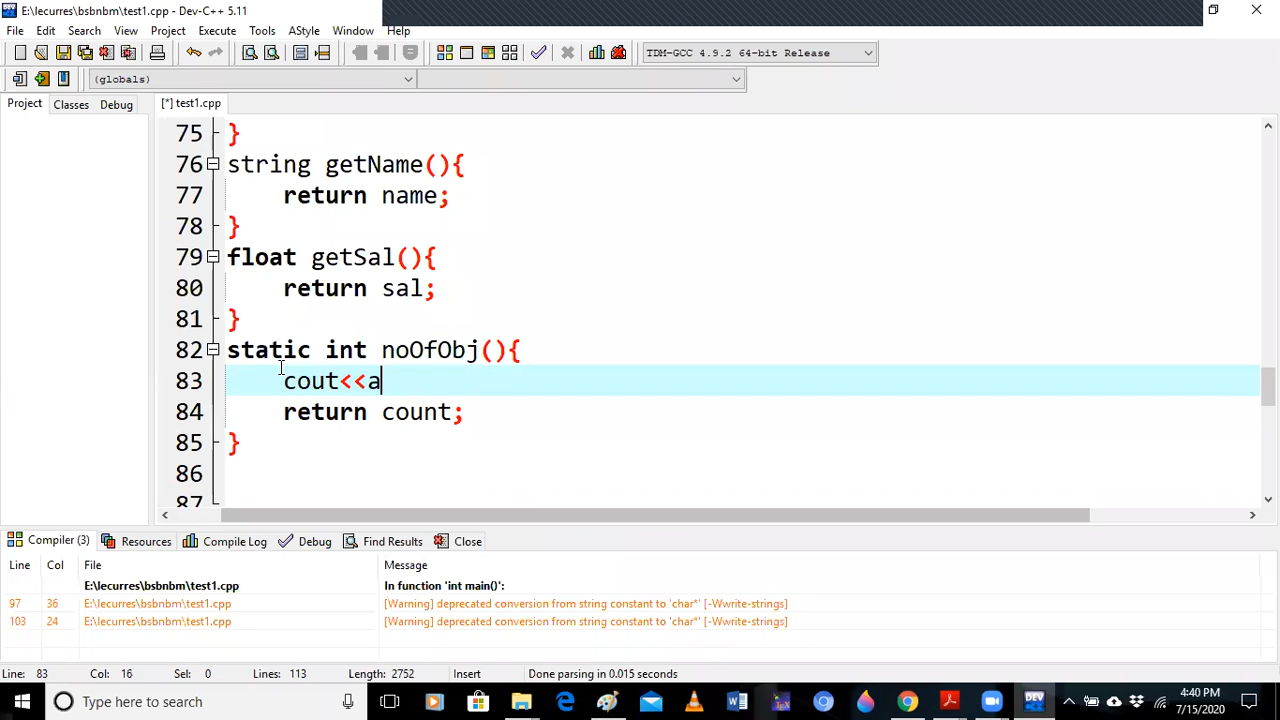 E:\lecurres\bsbnbm\test1.cpp - Dev-C++ 5.11
File Edit Search View Project Execute Tools AStyle Window Help
TDM-GCC 4.9.2 64-bit Release
(globals)
Project Classes Debug [*] test1.cpp
75 }
76 string getName(){
77 return name;
78 }
79 float getSal(){
80 return sal;
81 }
82 static int noOfObj(){
83 cout<<a
84 return count;
85 }
86
87
Compiler (3) Resources Compile Log Debug Find Results Close
Line Col File Message
E:\lecurres\bsbnbm\test1.cpp In function 'int main()':
97 36 E:\lecurres\bsbnbm\test1.cpp [Warning] deprecated conversion from string constant to 'char*' [-Wwrite-strings]
103 24 E:\lecurres\bsbnbm\test1.cpp [Warning] deprecated conversion from string constant to 'char*' [-Wwrite-strings]
Line: 83 Col: 16 Sel: 0 Lines: 113 Length: 2752 Insert Done parsing in 0.015 seconds
Type here to search
DEV
4:40 PM
7/15/2020